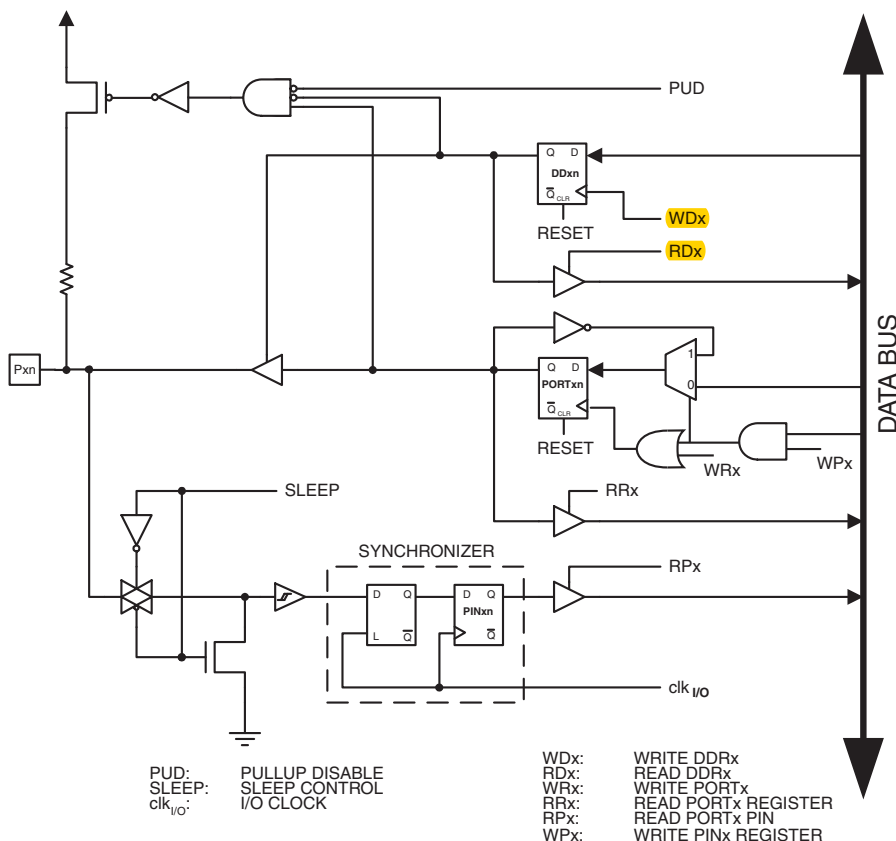 PUD
Q D
DDxn
Q CLR
WDx
RESET
RDx
Pxn
1
Q D
PORTxn
0
Q CLR
RESET
WRx
WPx
DATA BUS
SLEEP
RRx
SYNCHRONIZER
RPx
D Q
L Q
D Q
PINxn
Q
clk I/O
PUD: PULLUP DISABLE
SLEEP: SLEEP CONTROL
clkI/O: I/O CLOCK
WDx: WRITE DDRx
RDx: READ DDRx
WRx: WRITE PORTx
RRx: READ PORTx REGISTER
RPx: READ PORTx PIN
WPx: WRITE PINx REGISTER